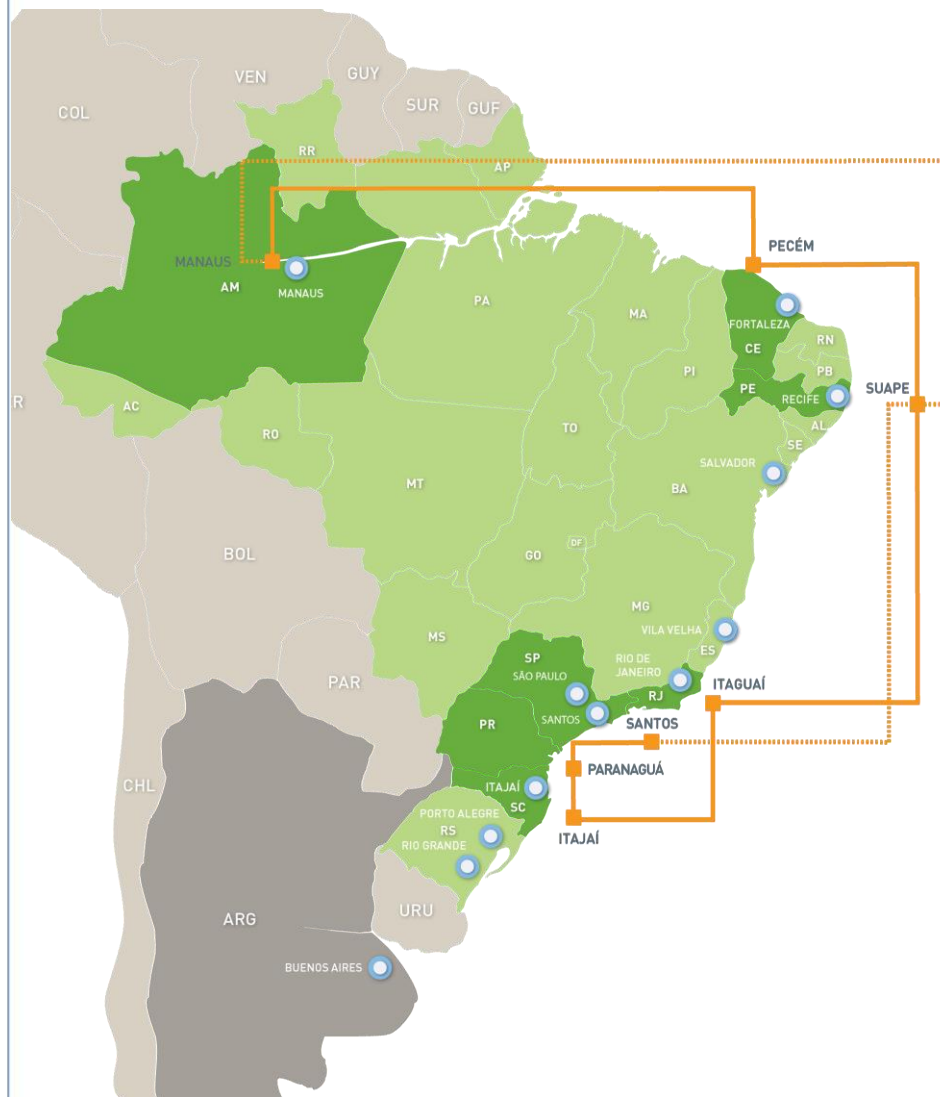 GUY
VEN
SUR
GUF
COL
RR
AP
PECÉM
MANAUS
AM
MANAUS
PA
MA
FORTALEZA
RN
CE
PB
PI
PE
SUAPE
RECIFE
R
AC
AL
TO
RO
SE
SALVADOR
MT
BA
BOL
GO
DF
MG
MS
VILA VELHA
ES
SP
RIO DE
JANEIRO
SÃO PAULO
PAR
ITAGUAÍ
RJ
SANTOS
SANTOS
PR
PARANAGUÁ
CHL
ITAJAÍ
SC
PORTO ALEGRE
RS
RIO GRANDE
ITAJAÍ
URU
ARG
BUENOS AIRES